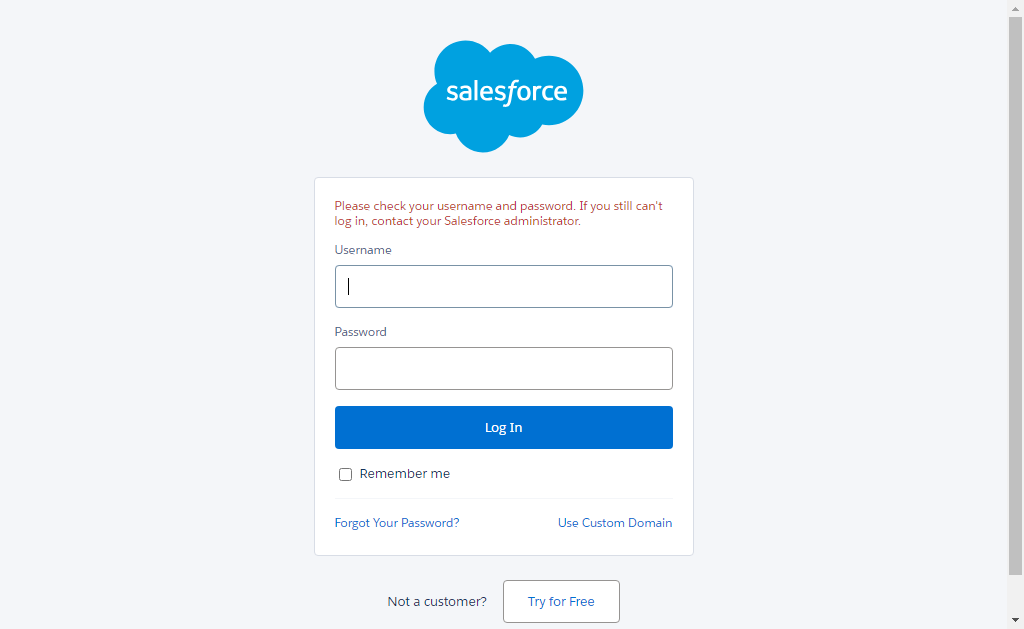 salesforce
Please check your username and password. If you still can't
log in, contact your Salesforce administrator.
Username
Password
Log In
Remember me
Forgot Your Password?
Use Custom Domain
Not a customer?
Try for Free